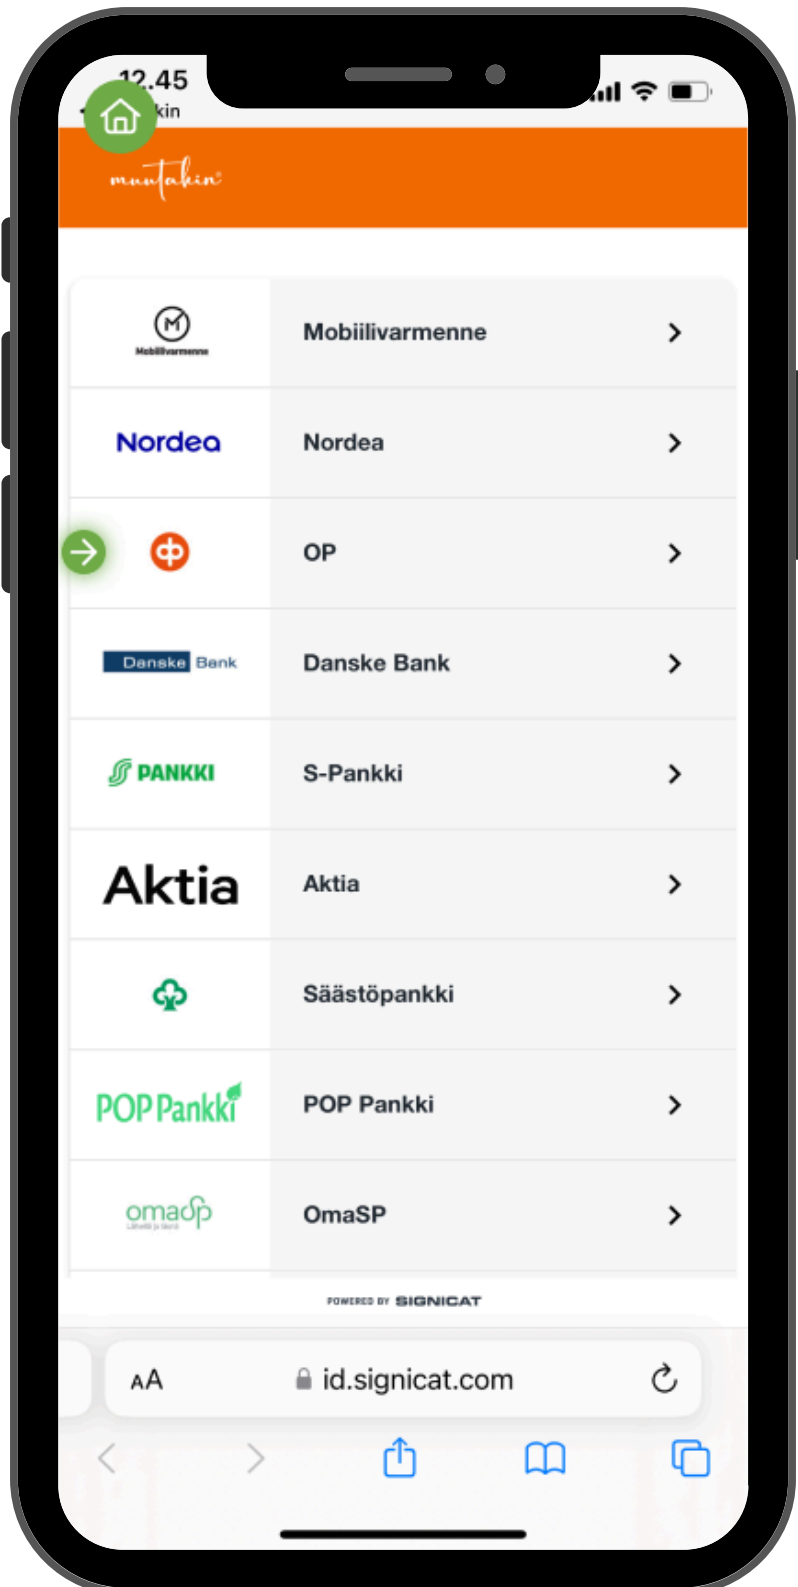 12.45
kin
muutakin®
Mobiilivarmenne
Mobiilivarmenne
Nordea
Nordea
OP
Danske Bank
Danske Bank
S PANKKI
S-Pankki
Aktia
Aktia
Säästöpankki
POP Pankki
POP Pankki
omasp
OmaSP
POWERED BY SIGNICAT
AA
id.signicat.com